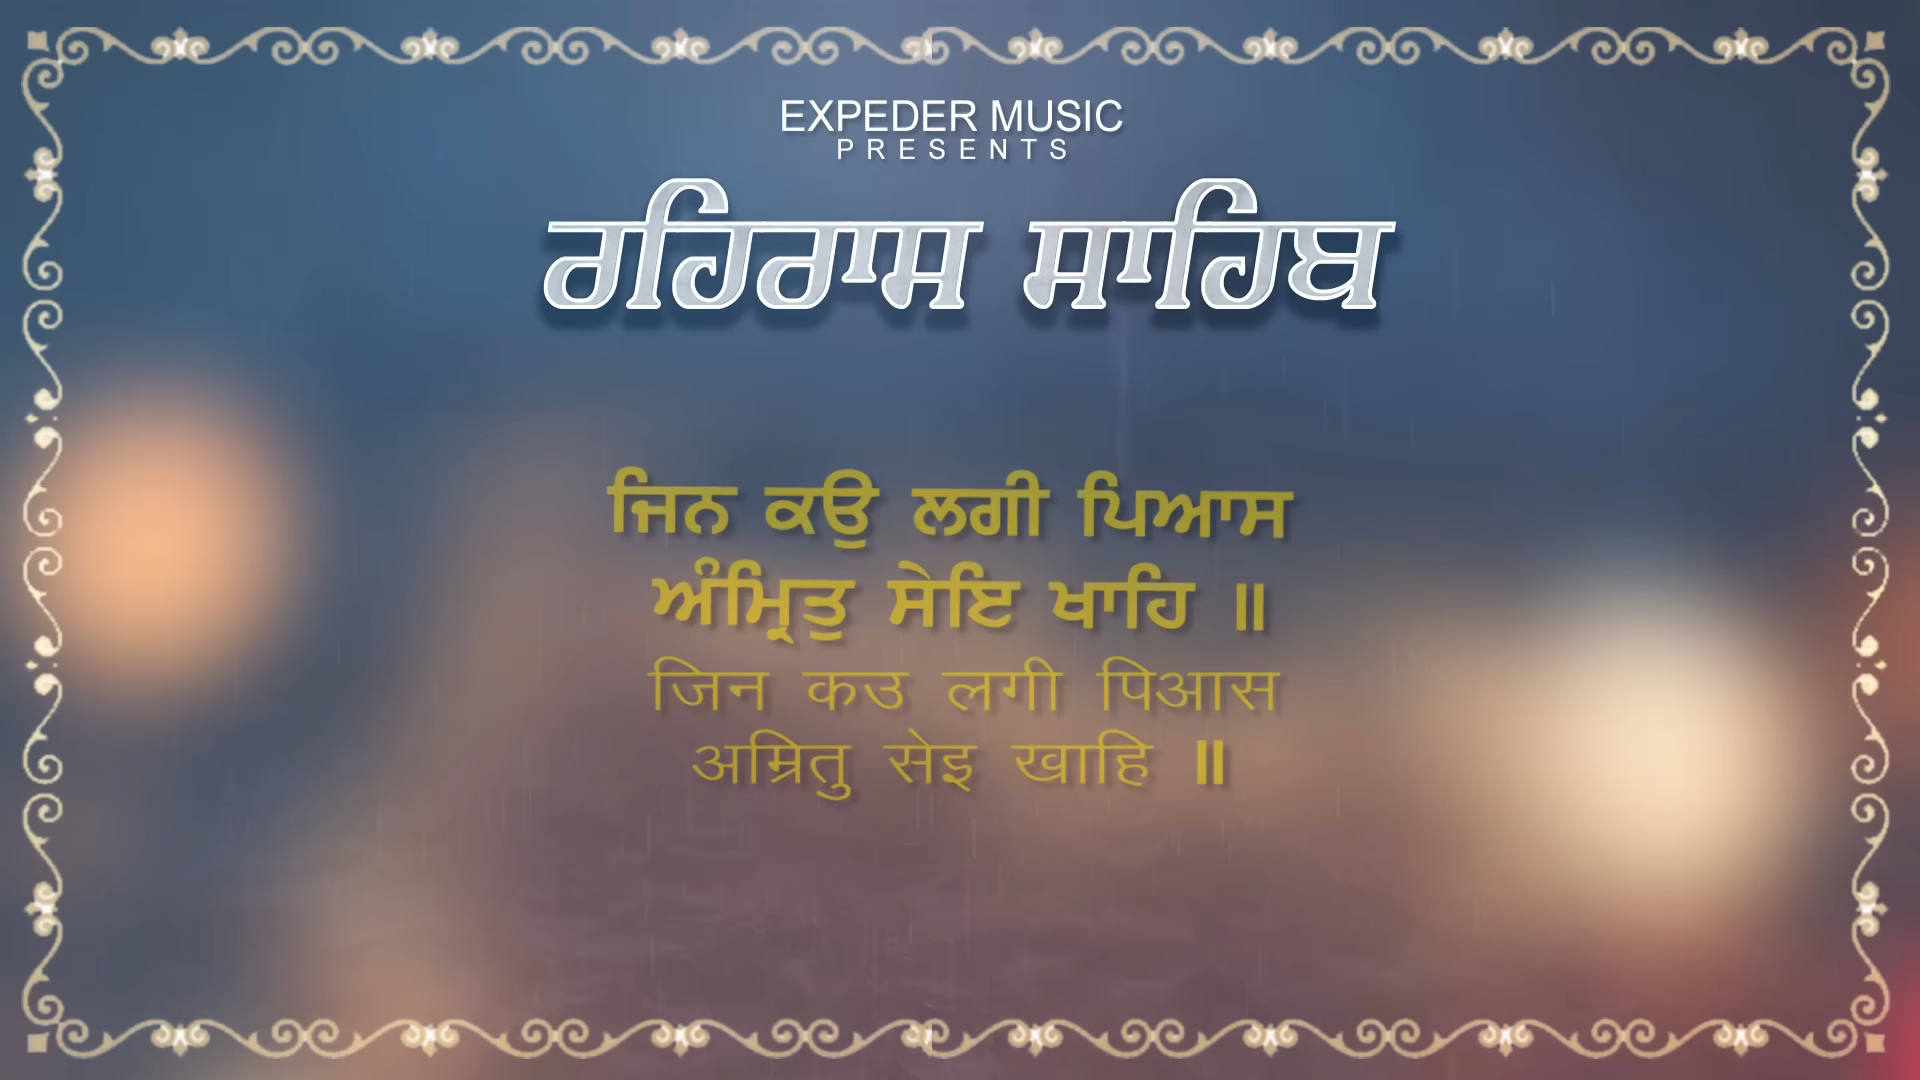 EXPEDER MUSIC
PRESENTS
ਰਹਿਰਾਸ ਸਾਹਿਬ
ਜਿਨ ਕਉ ਲਗੀ ਪਿਆਸ
ਅੰਮ੍ਰਿਤੁ ਸੇਇ ਖਾਹਿ ॥
जिन कउ लगी पिआस
अम्रितु सेइ खाहि ॥